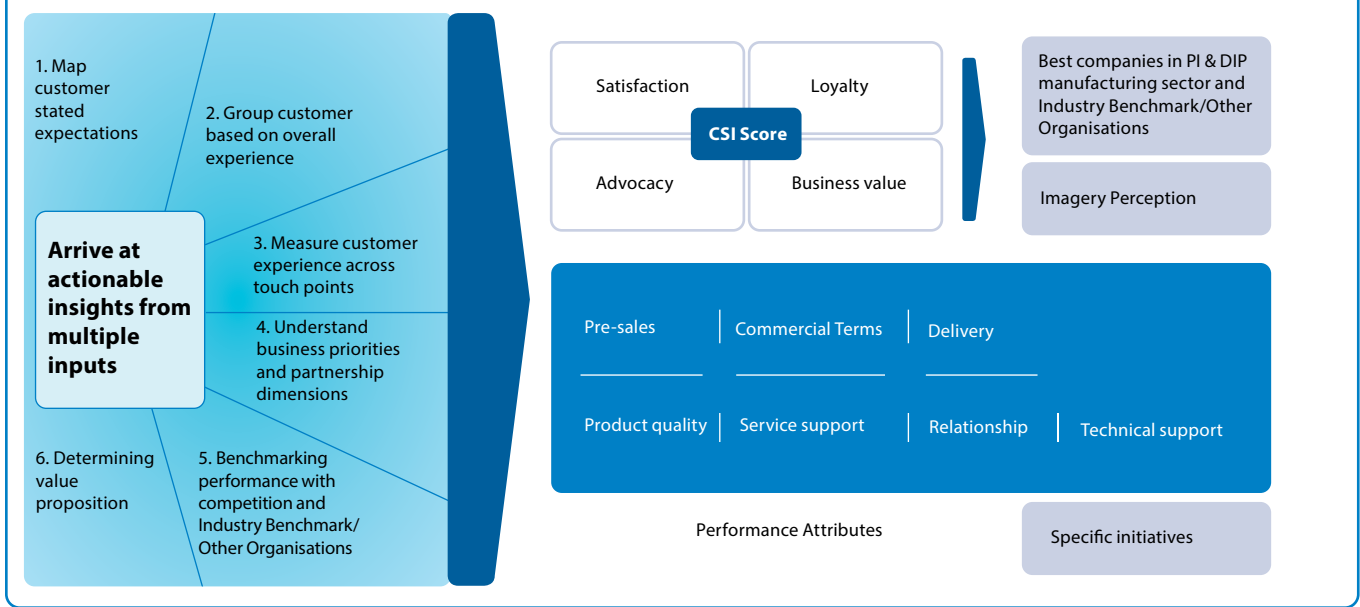 1. Map
customer
stated
expectations
2. Group customer
based on overall
experience
Arrive at
actionable
insights from
multiple
inputs
3. Measure customer
experience across
touch points
4. Understand
business priorities
and partnership
dimensions
6. Determining
value
proposition
5. Benchmarking
performance with
competition and
Industry Benchmark/
Other Organisations
Satisfaction
Loyalty
CSI Score
Advocacy
Business value
Best companies in PI & DIP
manufacturing sector and
Industry Benchmark/Other
Organisations
Imagery Perception
Pre-sales
Commercial Terms
Delivery
Product quality
Service support
Relationship
Technical support
Performance Attributes
Specific initiatives